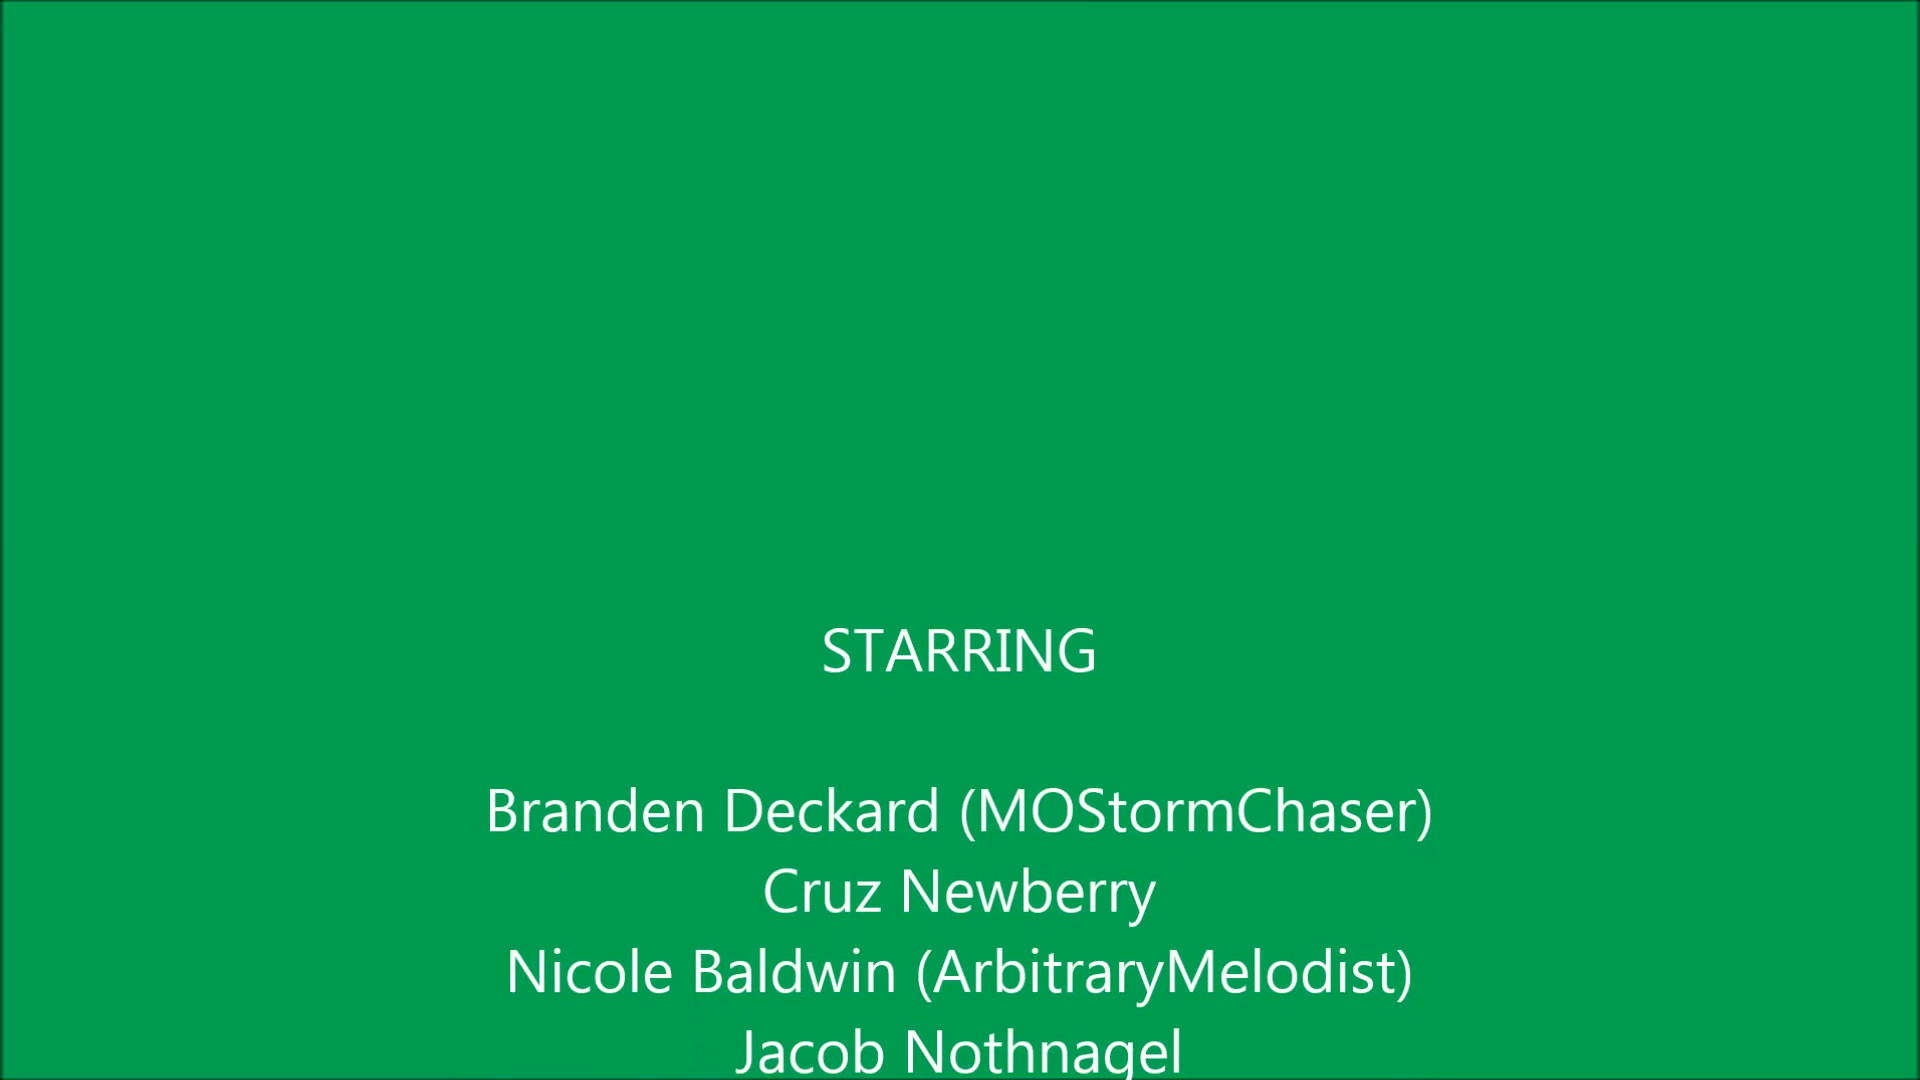 STARRING
Branden Deckard (MOStormChaser)
Cruz Newberry
Nicole Baldwin (ArbitraryMelodist)
Jacob Nothnagel